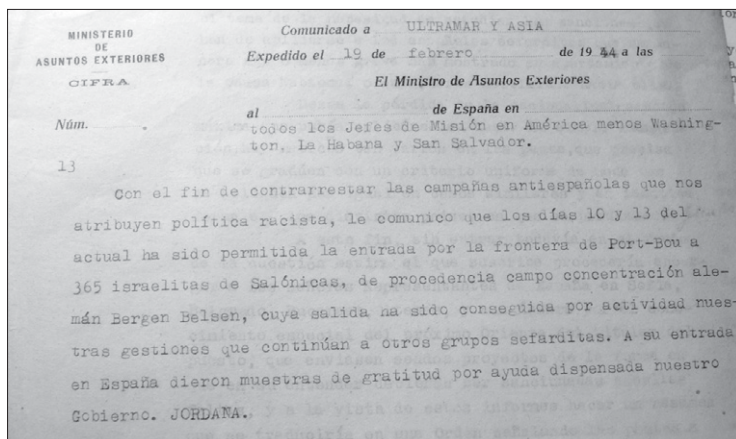 MINISTERIO
DE
ASUNTOS EXTERIORES
CIFRA
Comunicado a ULTRAMAR Y ASIA
Expedido el 19 de febrero de 1944 a las
El Ministro de Asuntos Exteriores
al de España en
Núm.
todos los Jefes de Misión en América menos Washing-
ton, La Habana y San Salvador.
13
Con el fin de contrarrestar las campañas antiespañolas que nos
atribuyen política racista, le comunico que los días 10 y 13 del
actual ha sido permitida la entrada por la frontera de Port-Bou a
365 israelitas de Salónicas, de procedencia campo concentración ale-
mán Bergen Belsen, cuya salida ha sido conseguida por actividad nues-
tras gestiones que continúan a otros grupos sefarditas. A su entrada
en España dieron muestras de gratitud por ayuda dispensada nuestro
Gobierno. JORDANA.